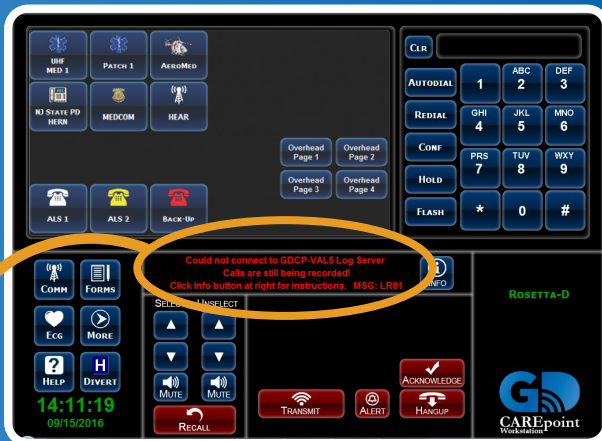 UHF
MED 1
PATCH 1
AEROMED
NJ STATE PD
HERN
MEDCOM
HEAR
Overhead
Page 1
Overhead
Page 2
Overhead
Page 3
Overhead
Page 4
ALS 1
ALS 2
BACK-UP
CLR
AUTODIAL
REDIAL
CONF
HOLD
FLASH
1
ABC
2
DEF
3
GHI
4
JKL
5
MNO
6
PRS
7
TUV
8
WXY
9
*
0
#
Could not connect to GDCP-VAL5 Log Server
Calls are still being recorded!
Click info button at right for instructions. MSG: LR01
INFO
ROSETTA-D
COMM
FORMS
ECG
MORE
?
HELP
H
DIVERT
14:11:19
09/15/2016
SELECT
UNSELECT
MUTE
MUTE
RECALL
TRANSMIT
ALERT
ACKNOWLEDGE
HANGUP
GD
CAREpoint
Workstation